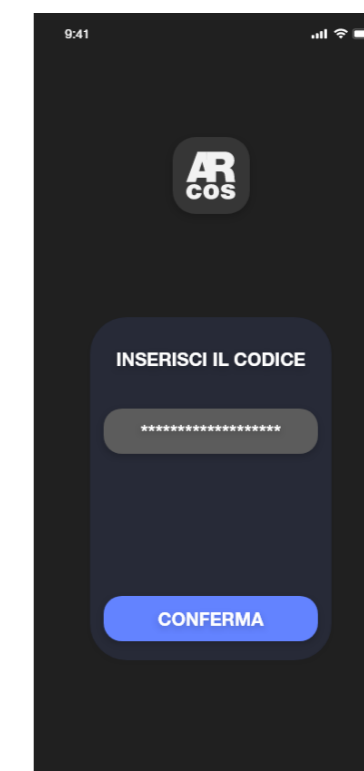 9:41
AR
COS
INSERISCI IL CODICE
*******************
CONFERMA